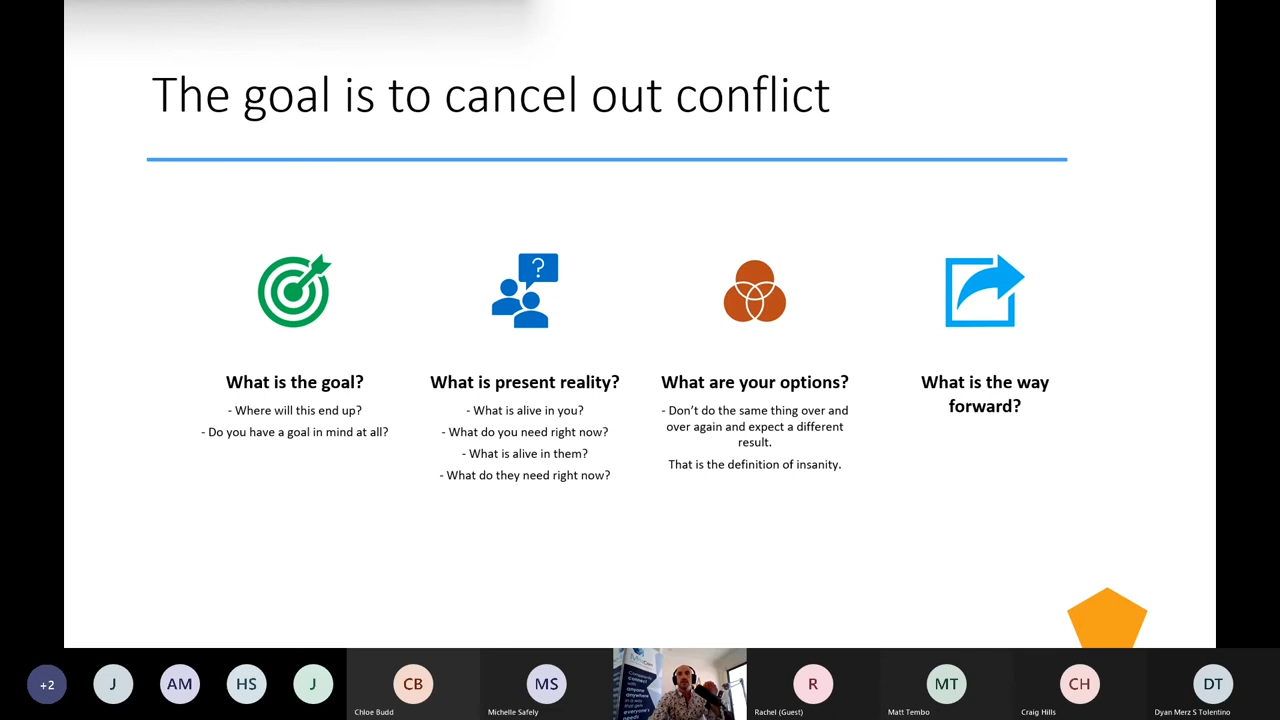 The goal is to cancel out conflict
?
What is the goal?
- Where will this end up?
- Do you have a goal in mind at all?
What is present reality?
- What is alive in you?
- What do you need right now?
- What is alive in them?
- What do they need right now?
What are your options?
- Don't do the same thing over and
over again and expect a different
result.
That is the definition of insanity.
What is the way
forward?
+2
J
AM
HS
J
CB
Chloe Budd
MS
Michelle Safely
connect
anyone
anywhere
R
Rachel (Guest)
MT
Matt Tembo
CH
Craig Hills
DT
Dyan Merz S Tolentino